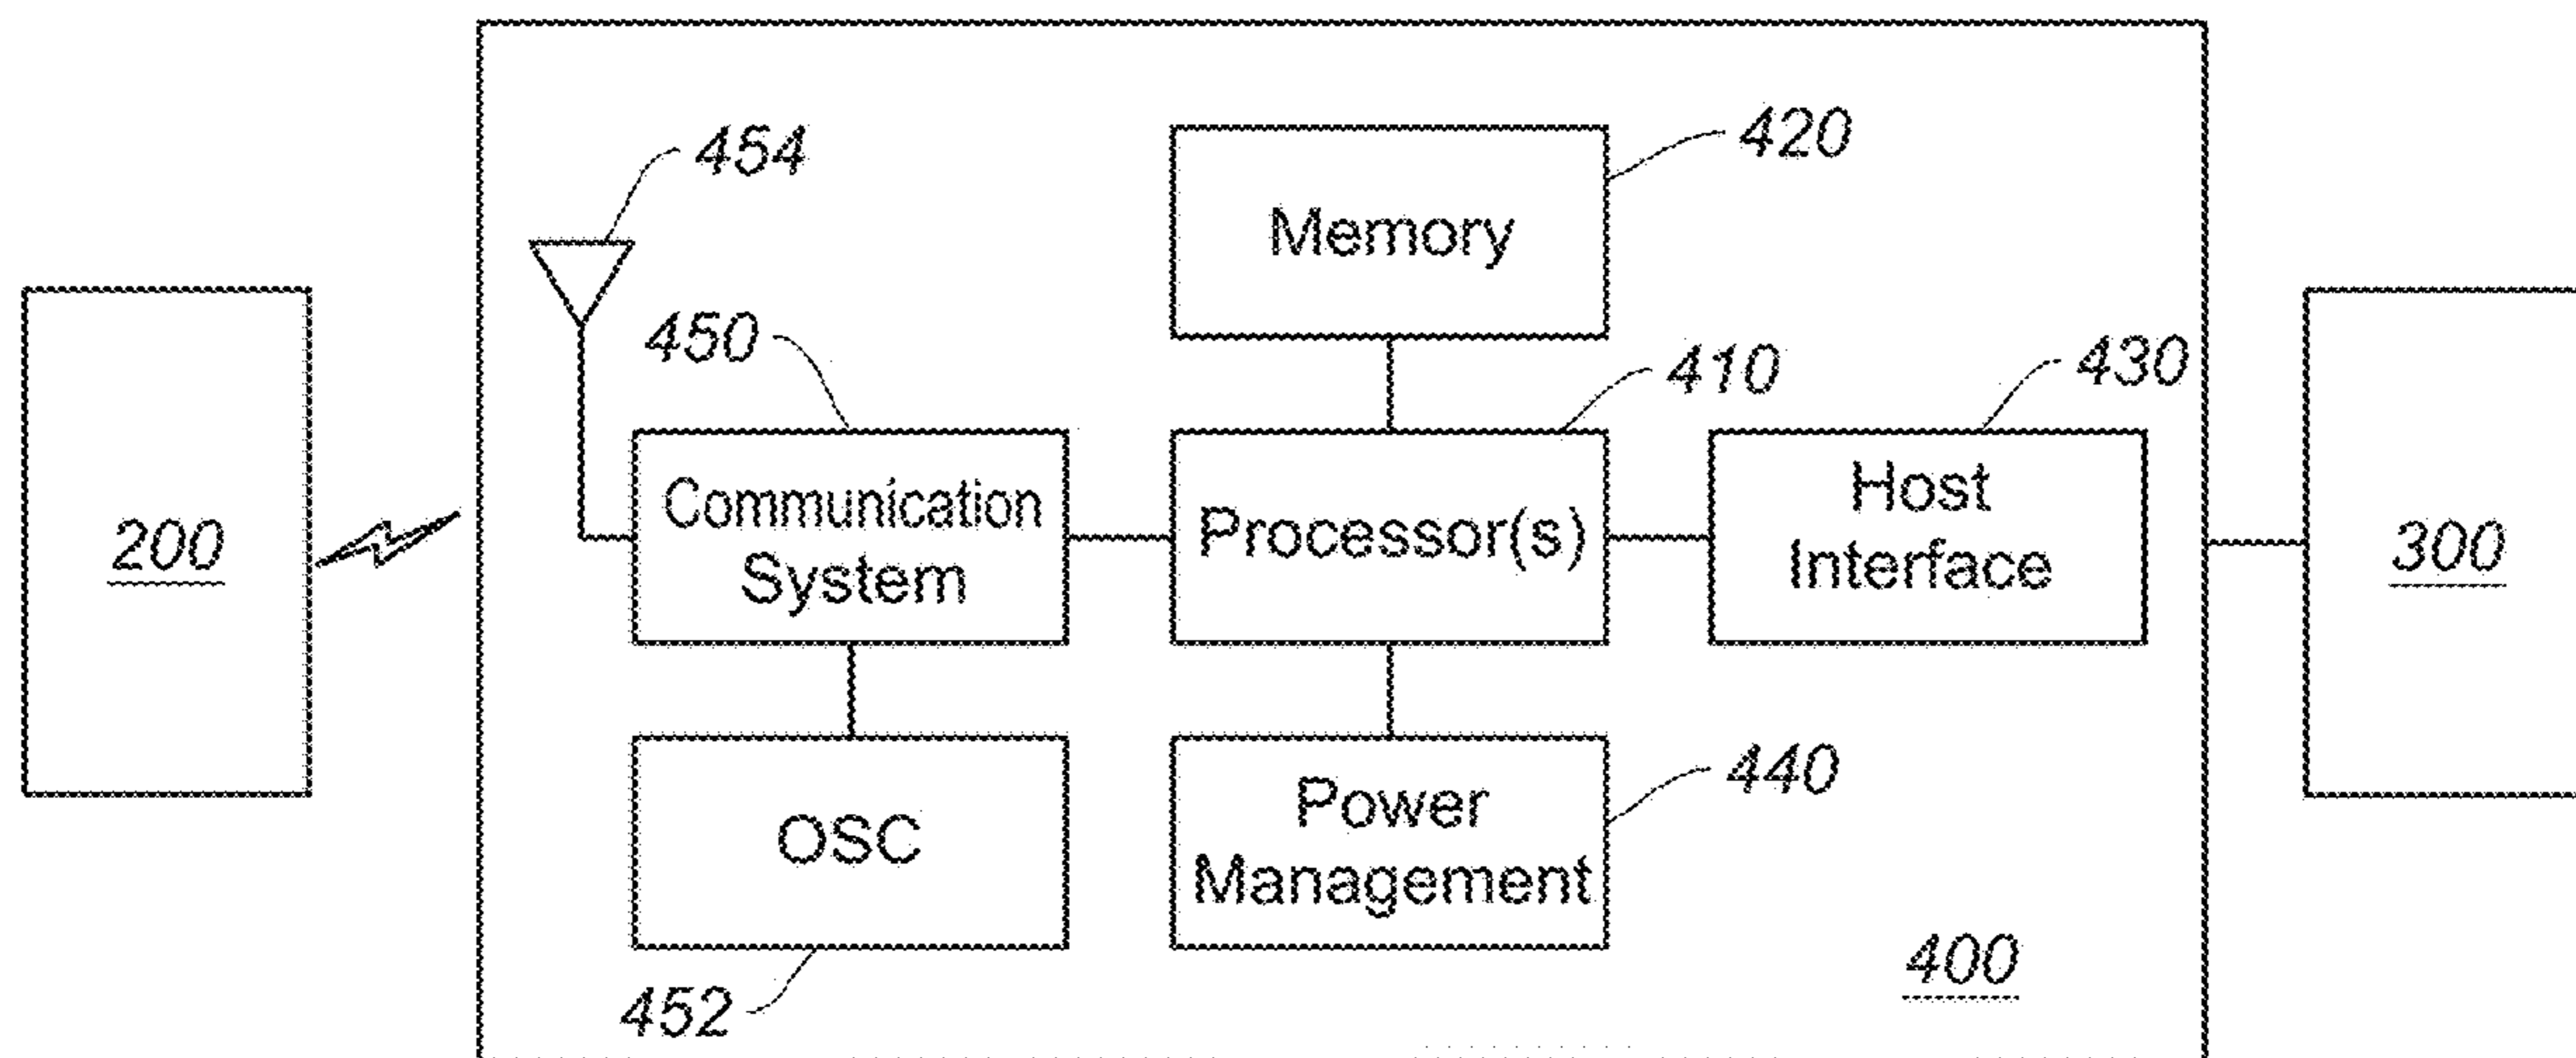 454
420
Memory
450
410
430
200
Communication
System
Processor(s)
Host
Interface
300
OSC
Power
Management
440
452
400